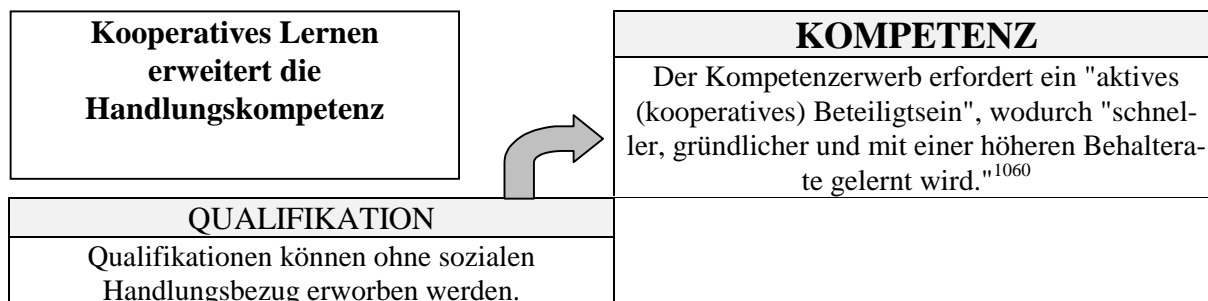 Kooperatives Lernen
erweitert die
Handlungskompetenz
KOMPETENZ
Der Kompetenzerwerb erfordert ein "aktives
(kooperatives) Beteiligtsein", wodurch "schnel-
ler, gründlicher und mit einer höheren Behaltera-
te gelernt wird."1060
QUALIFIKATION
Qualifikationen können ohne sozialen
Handlungsbezug erworben werden.